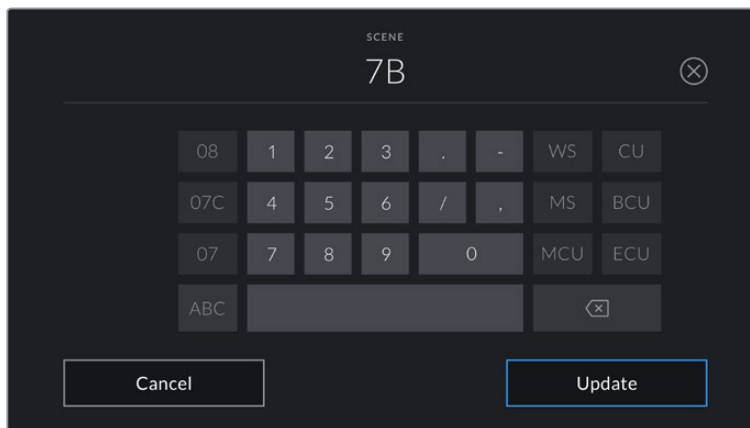 SCENE
7B
08 1 2 3 . - WS CU
07C 4 5 6 / , MS BCU
07 7 8 9 0 MCU ECU
ABC
Cancel Update